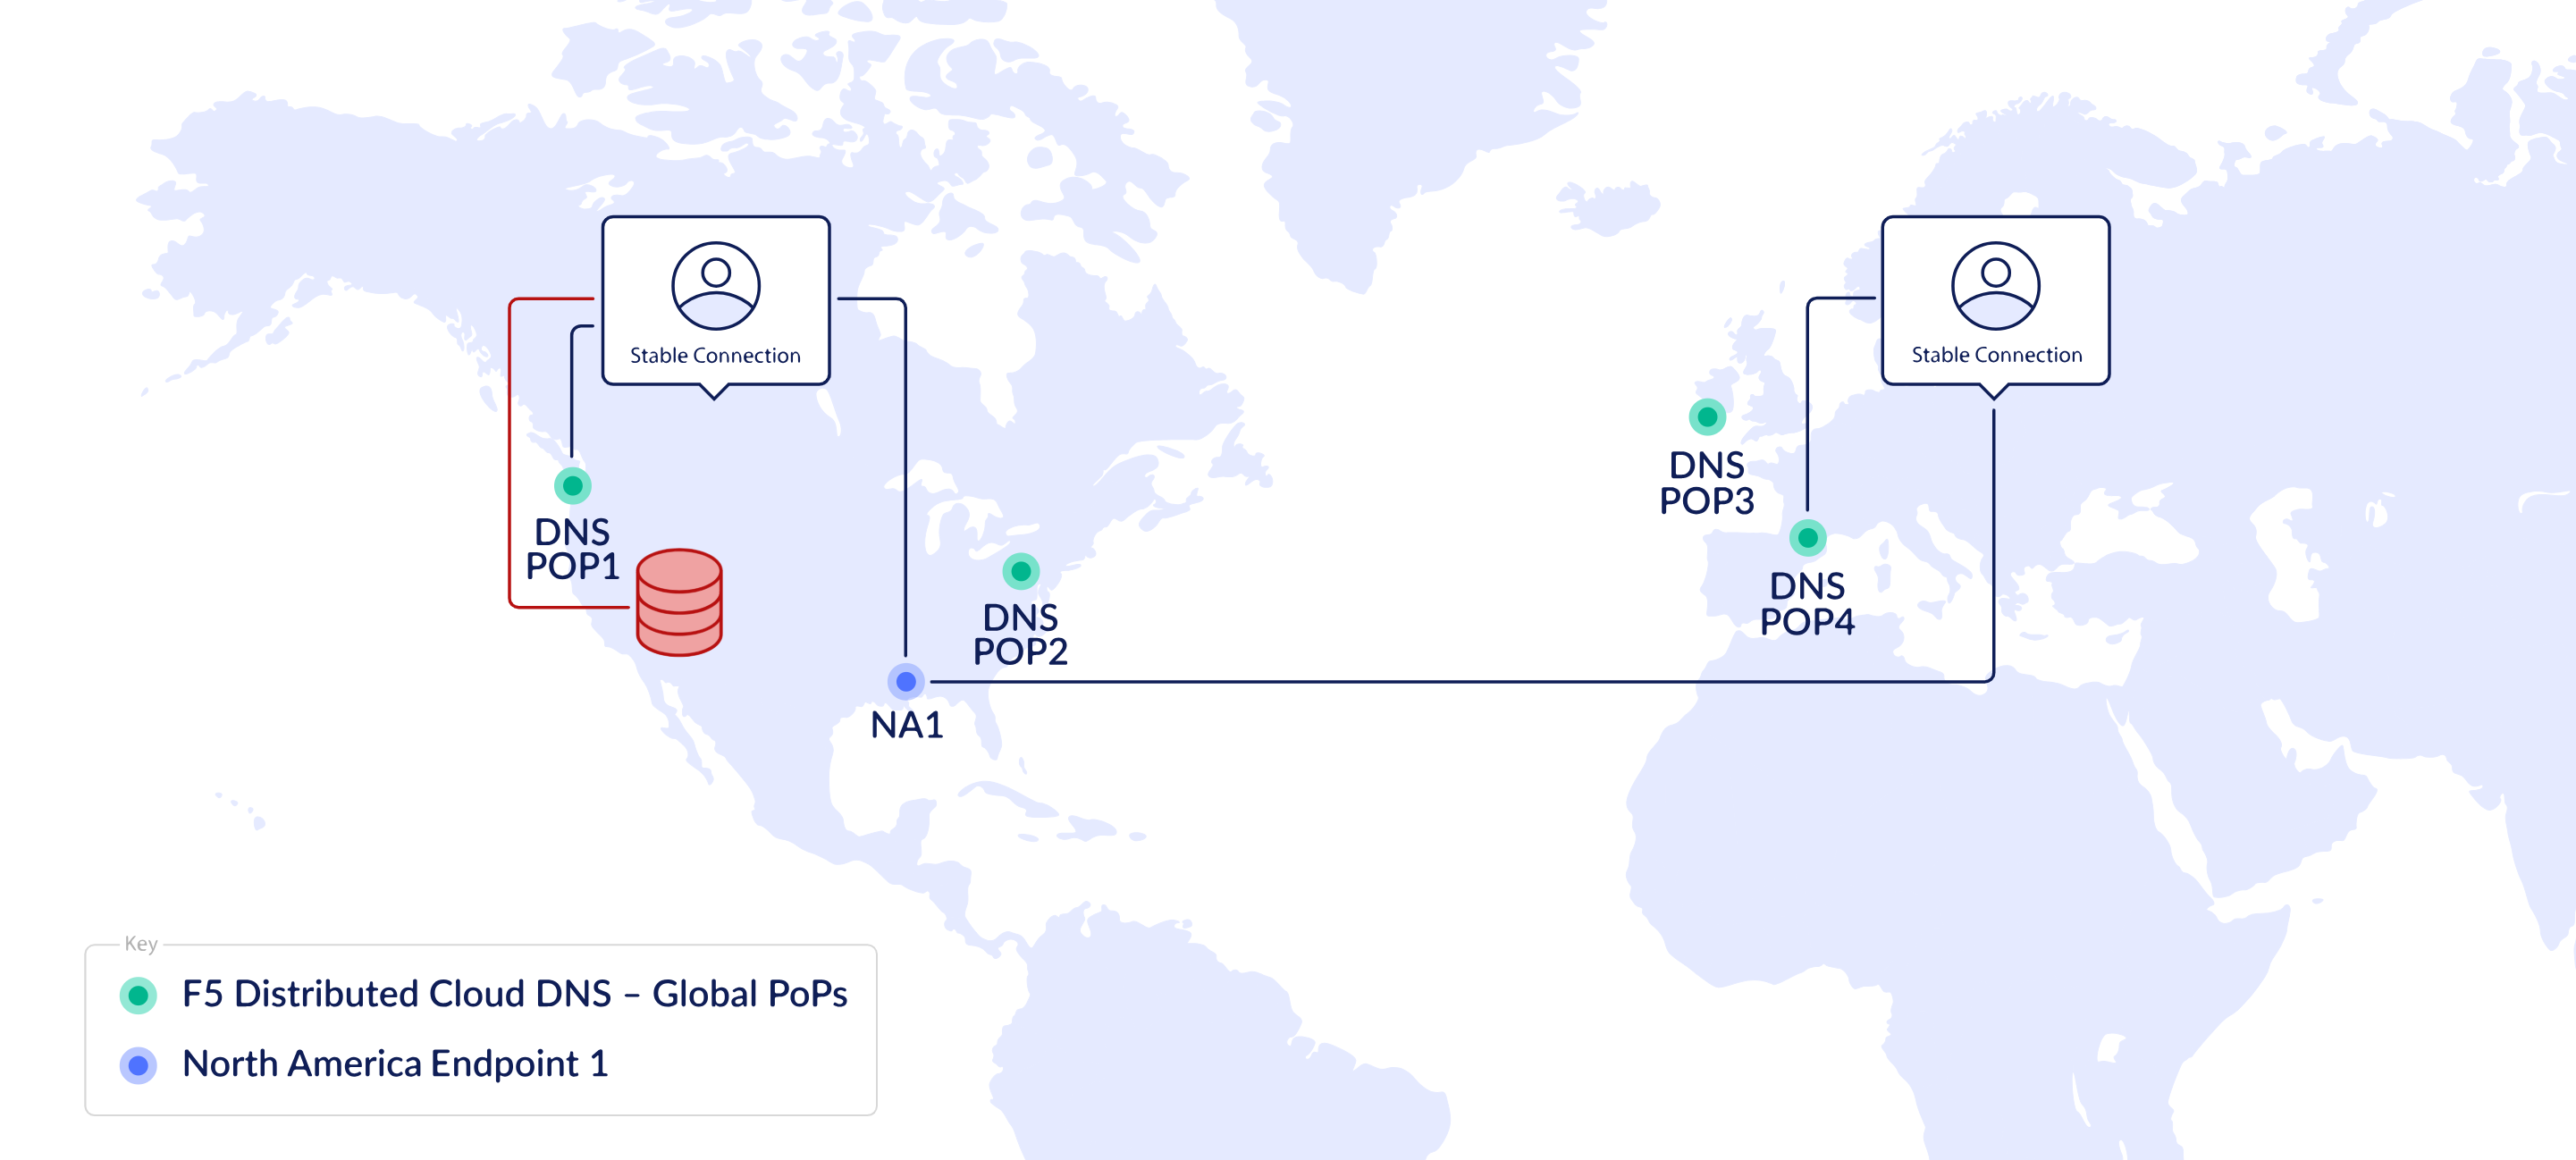 Stable Connection
Stable Connection
DNS
POP3
DNS
POP1
DNS
POP4
DNS
POP2
NA1
Key
F5 Distributed Cloud DNS – Global PoPs
North America Endpoint 1